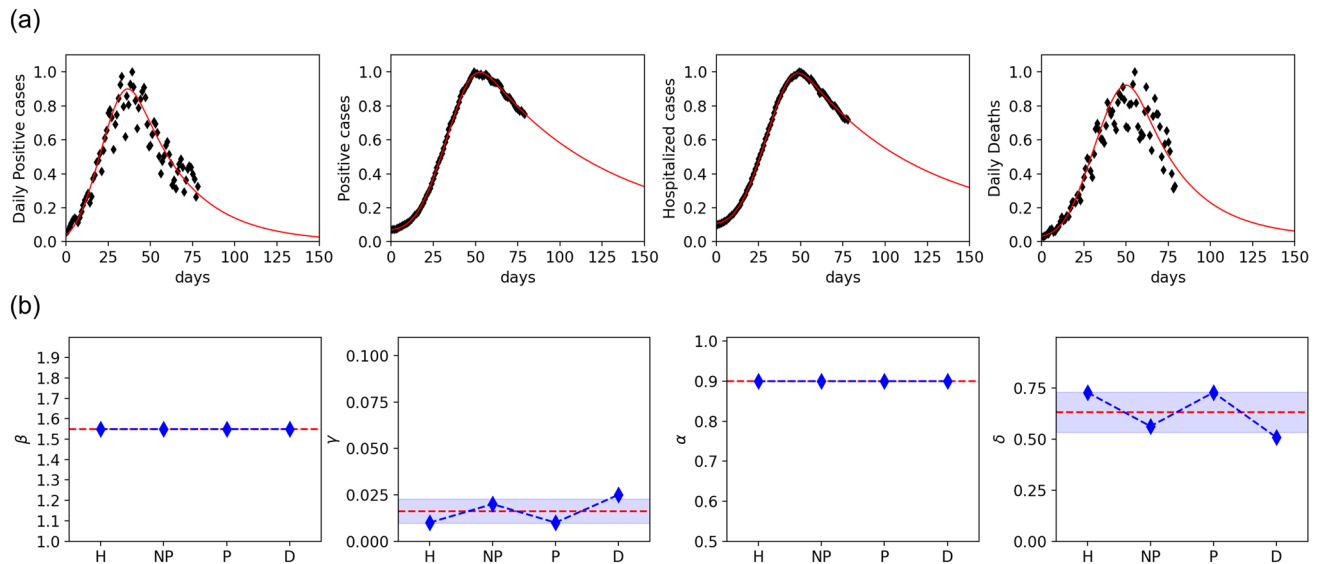 (a)
Daily Positive cases
1.0
0.8
0.6
0.4
0.2
0.0
0 25 50 75 100 125 150
days
Positive cases
1.0
0.8
0.6
0.4
0.2
0.0
0 25 50 75 100 125 150
days
Hospitalized cases
1.0
0.8
0.6
0.4
0.2
0.0
0 25 50 75 100 125 150
days
Daily Deaths
1.0
0.8
0.6
0.4
0.2
0.0
0 25 50 75 100 125 150
days
(b)
β
1.9
1.8
1.7
1.6
1.5
1.4
1.3
1.2
1.1
1.0
H NP P D
γ
0.100
0.075
0.050
0.025
0.000
H NP P D
α
1.0
0.9
0.8
0.7
0.6
0.5
H NP P D
δ
0.75
0.50
0.25
0.00
H NP P D